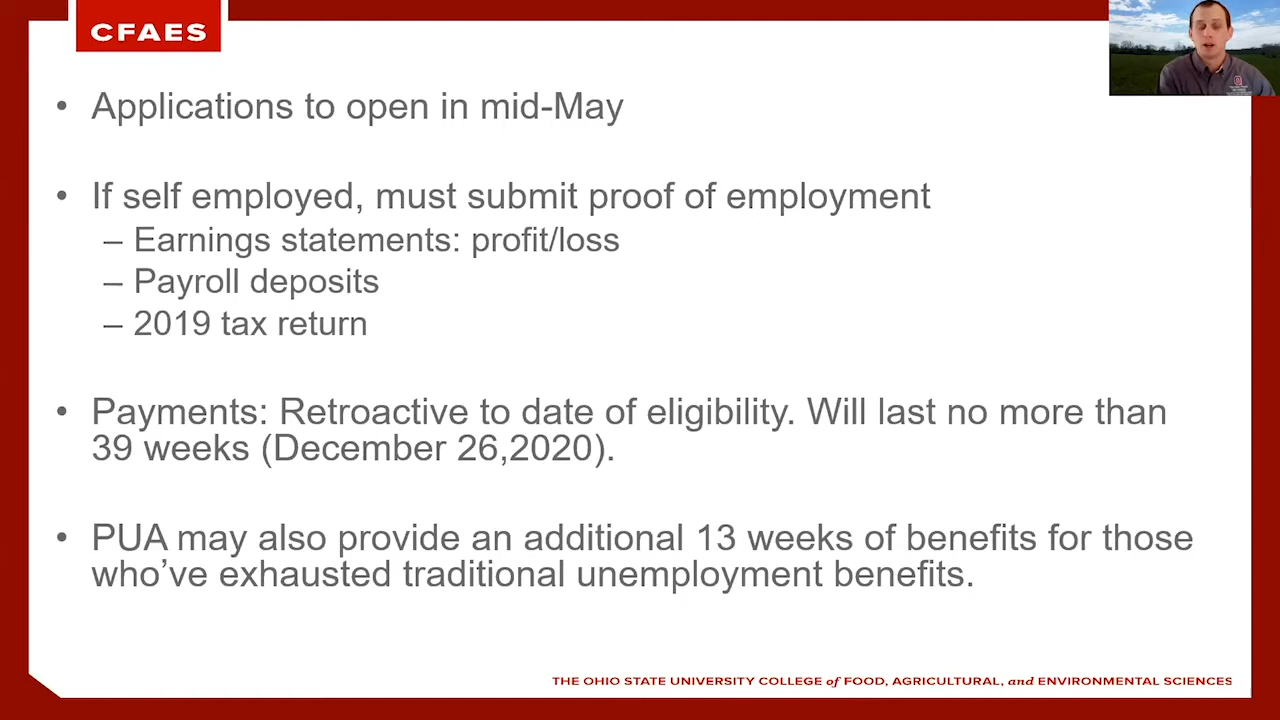 CFAES
• Applications to open in mid-May
• If self employed, must submit proof of employment
– Earnings statements: profit/loss
– Payroll deposits
– 2019 tax return
• Payments: Retroactive to date of eligibility. Will last no more than
39 weeks (December 26,2020).
• PUA may also provide an additional 13 weeks of benefits for those
who’ve exhausted traditional unemployment benefits.
THE OHIO STATE UNIVERSITY COLLEGE of FOOD, AGRICULTURAL, and ENVIRONMENTAL SCIENCES